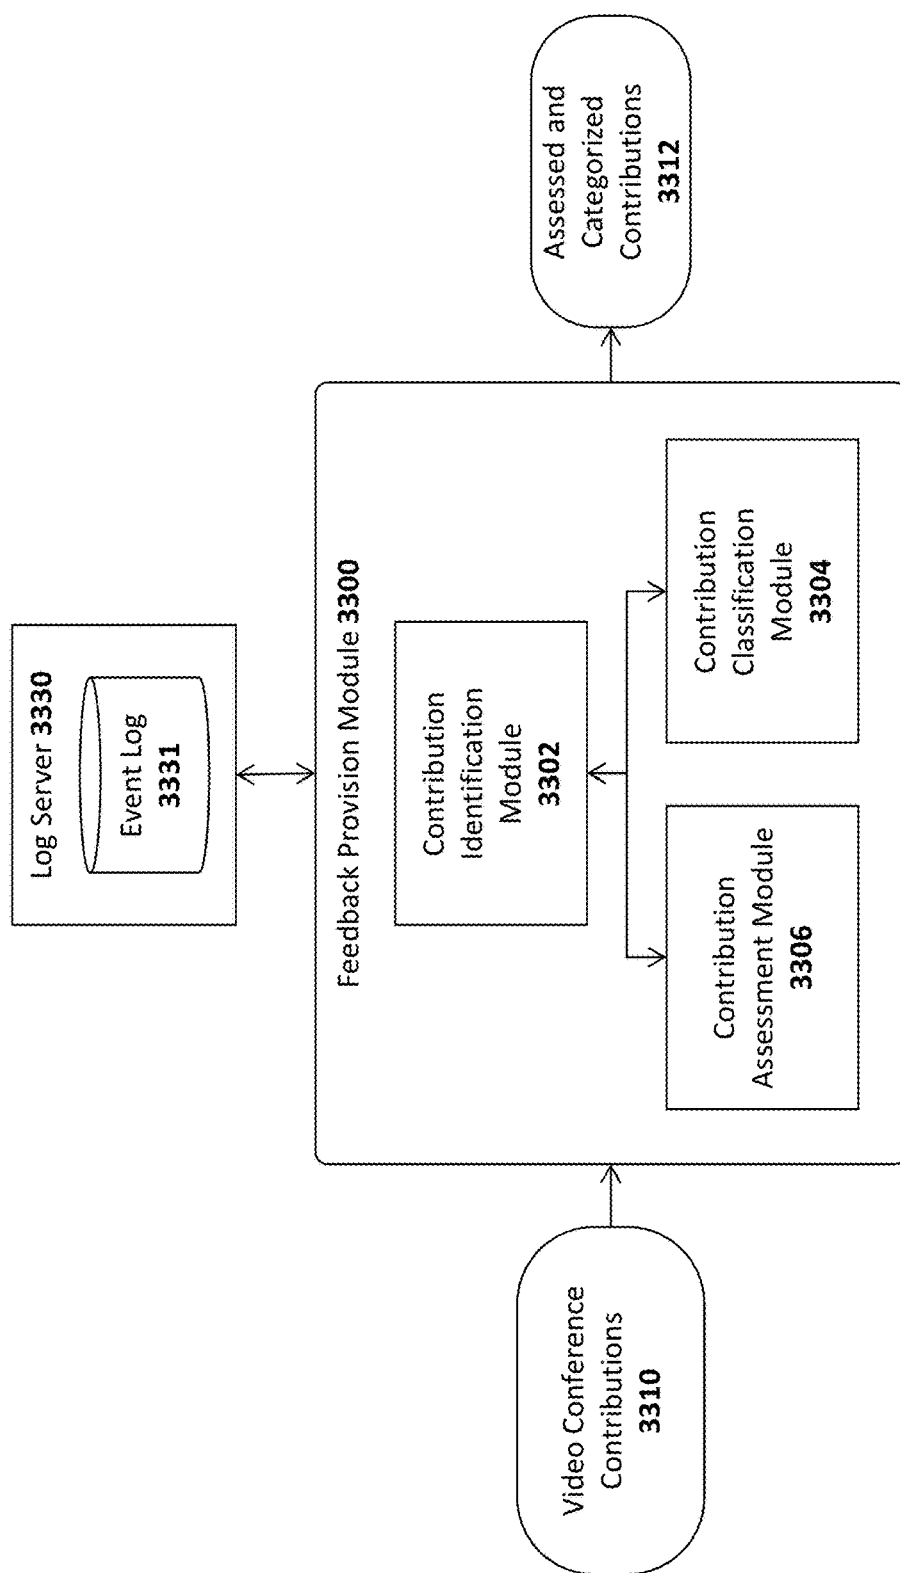 Log Server 3330
Event Log
3331
Feedback Provision Module 3300
Contribution
Identification
Module
3302
Video Conference
Contributions
3310
Contribution
Assessment Module
3306
Contribution
Classification
Module
3304
Assessed and
Categorized
Contributions
3312